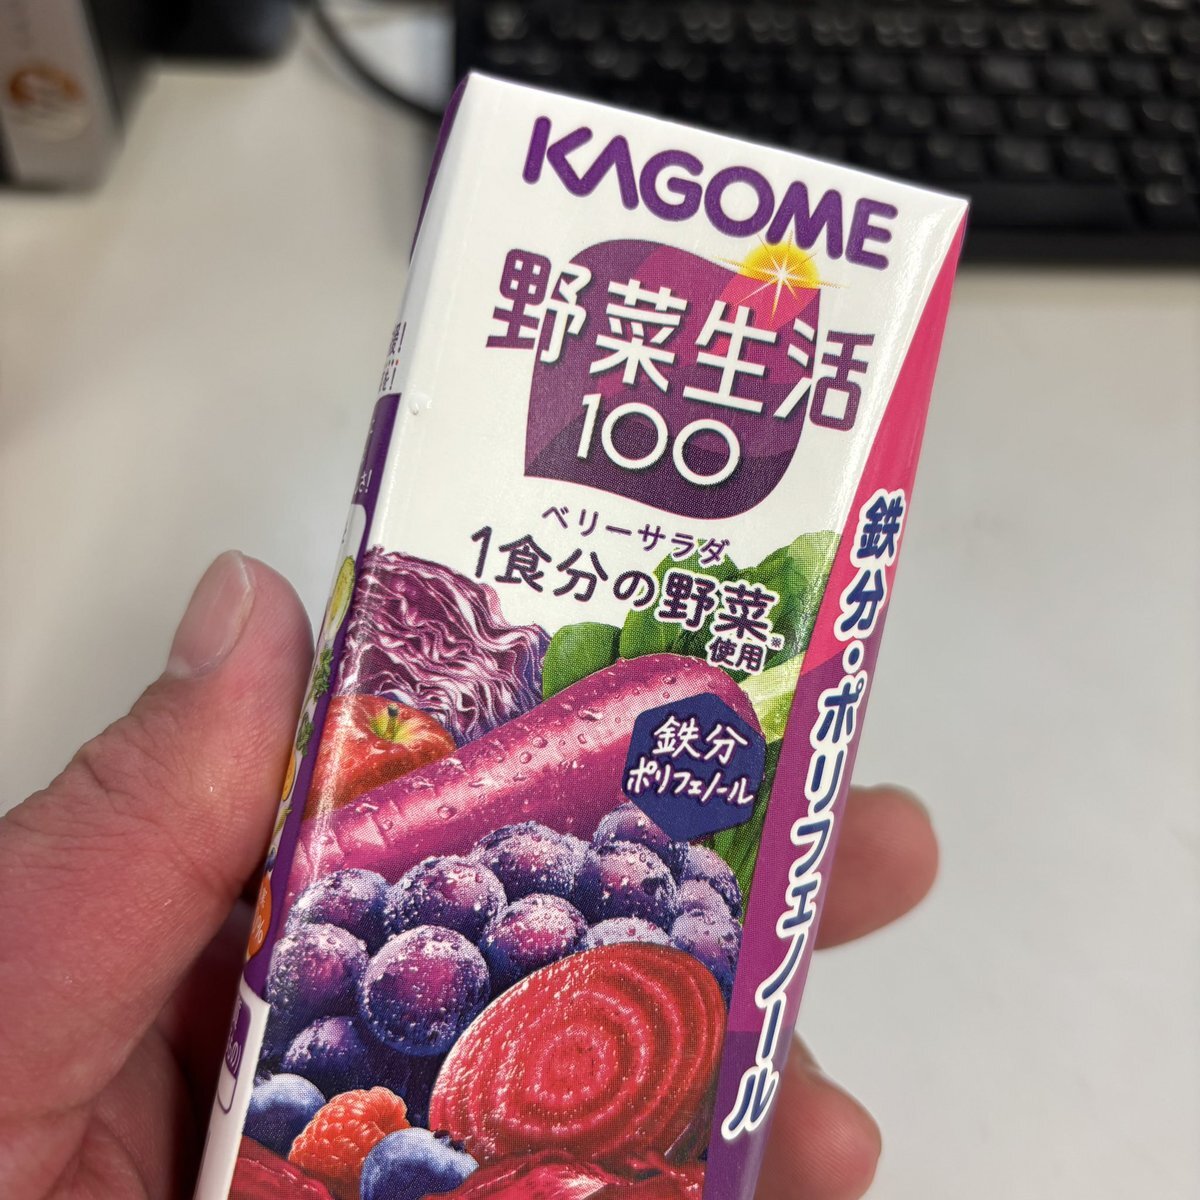 KAGOME
野菜生活
100
ベリーサラダ
1食分の野菜
使用※
鉄分
ポリフェノール
鉄分・ポリフェノール